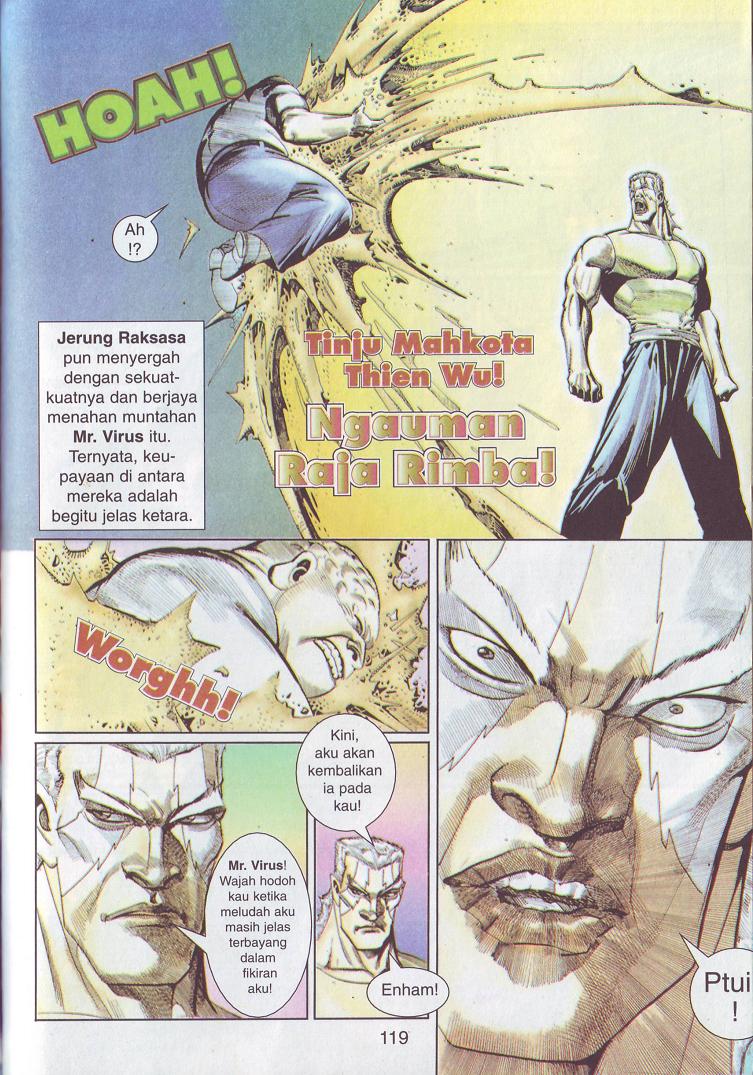 HOAH!
Ah
!?
Jerung Raksasa
pun menyergah
dengan sekuat-
kuatnya dan berjaya
menahan muntahan
Mr. Virus itu.
Ternyata, keu-
payaan di antara
mereka adalah
begitu jelas ketara.
Tinju Mahkota
Thien Wu!
Ngauman
Raja Rimba!
Worghh!
Mr. Virus!
Wajah hodoh
kau ketika
meludah aku
masih jelas
terbayang
dalam
fikiran
aku!
Kini,
aku akan
kembalikan
ia pada
kau!
Enham!
Ptui
!
119